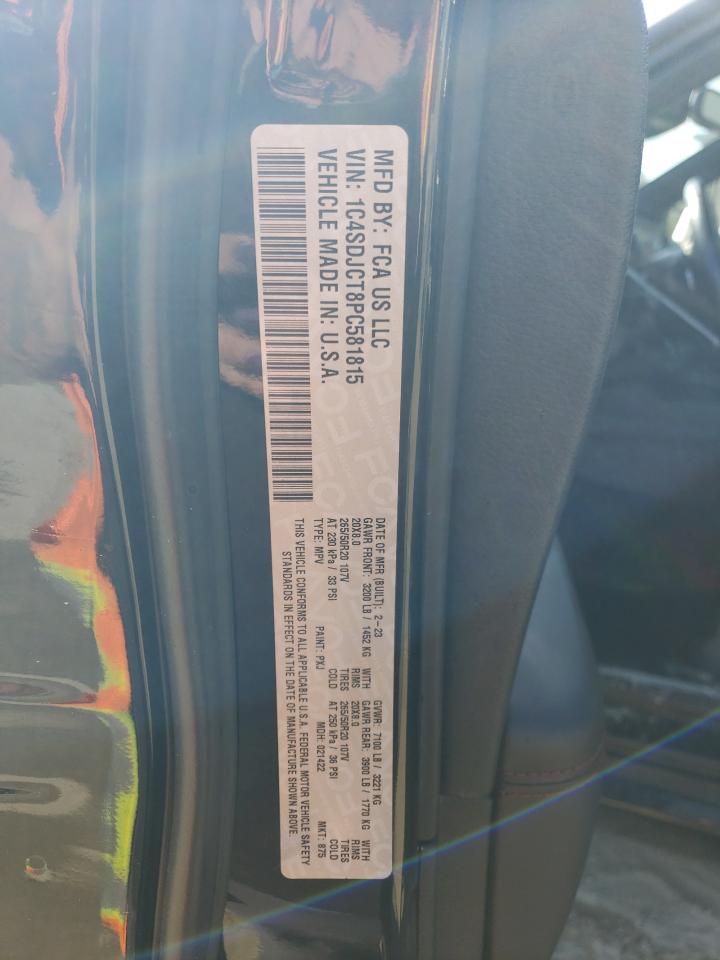 MFD BY: FCA US LLC
VIN: 1C4SDJCT8PC581815
VEHICLE MADE IN: U.S.A.
DATE OF MFR (BUILT): 2-23 GVWR: 7100 LB / 3221 KG
GAWR FRONT: 3200 LB / 1452 KG WITH GAWR REAR: 3900 LB / 1770 KG WITH
20X8.0 RIMS 20X8.0 RIMS
265/50R20 107V TIRES 265/50R20 107V TIRES
AT 230 kPa / 33 PSI COLD AT 250 kPa / 36 PSI COLD
TYPE: MPV PAINT: PXJ MDH: 021422 MKT: 875
THIS VEHICLE CONFORMS TO ALL APPLICABLE U.S.A. FEDERAL MOTOR VEHICLE SAFETY
STANDARDS IN EFFECT ON THE DATE OF MANUFACTURE SHOWN ABOVE.